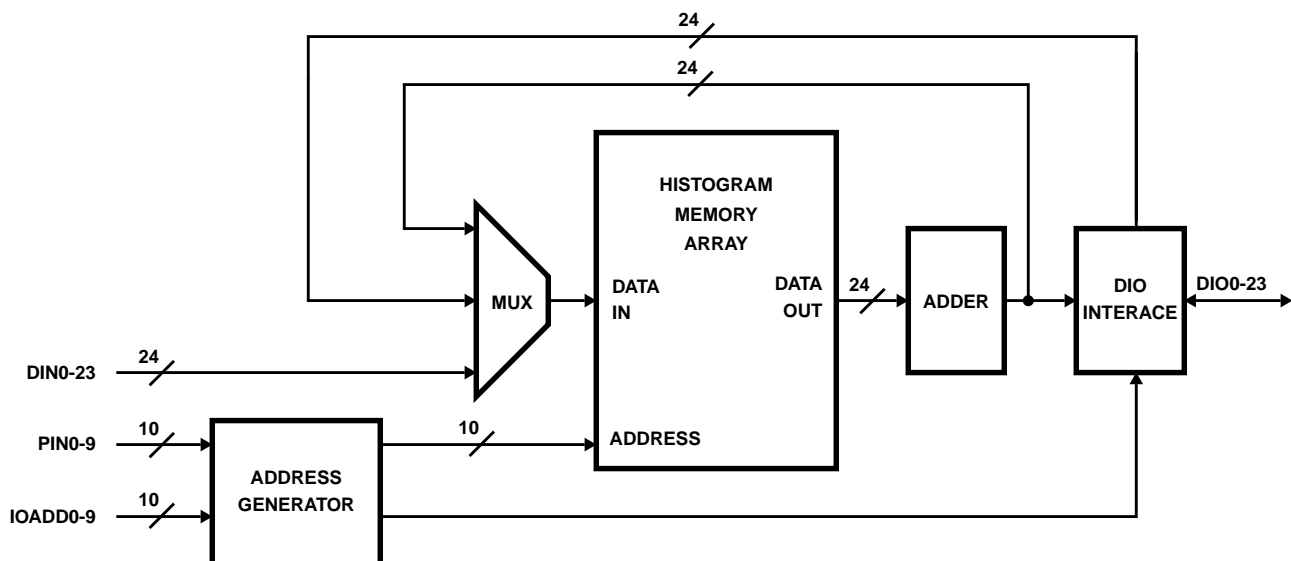 24
24
HISTOGRAM
MEMORY
ARRAY
MUX
DATA
IN
DATA
OUT
24
ADDER
DIO
INTERACE
DIO0-23
DIN0-23
24
PIN0-9
10
10
ADDRESS
ADDRESS
GENERATOR
IOADD0-9
10